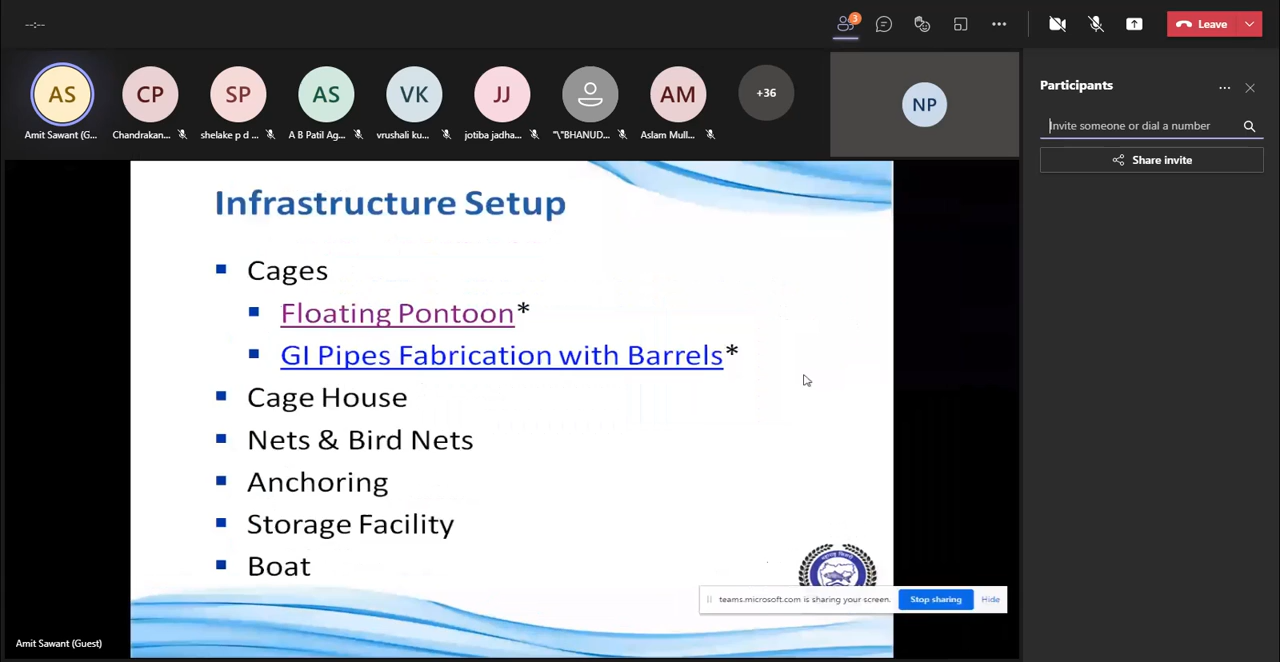 --:--
3
Leave
AS
CP
SP
AS
VK
JJ
AM
+36
NP
Amit Sawant (G...
Chandrakan...
shelake p d ...
A B Patil Ag...
vrushali ku...
jotiba jadha...
"\"BHANUD...
Aslam Mull...
Participants
Invite someone or dial a number
Share invite
Infrastructure Setup
Cages
Floating Pontoon*
GI Pipes Fabrication with Barrels*
Cage House
Nets & Bird Nets
Anchoring
Storage Facility
Boat
teams.microsoft.com is sharing your screen.
Stop sharing
Hide
Amit Sawant (Guest)